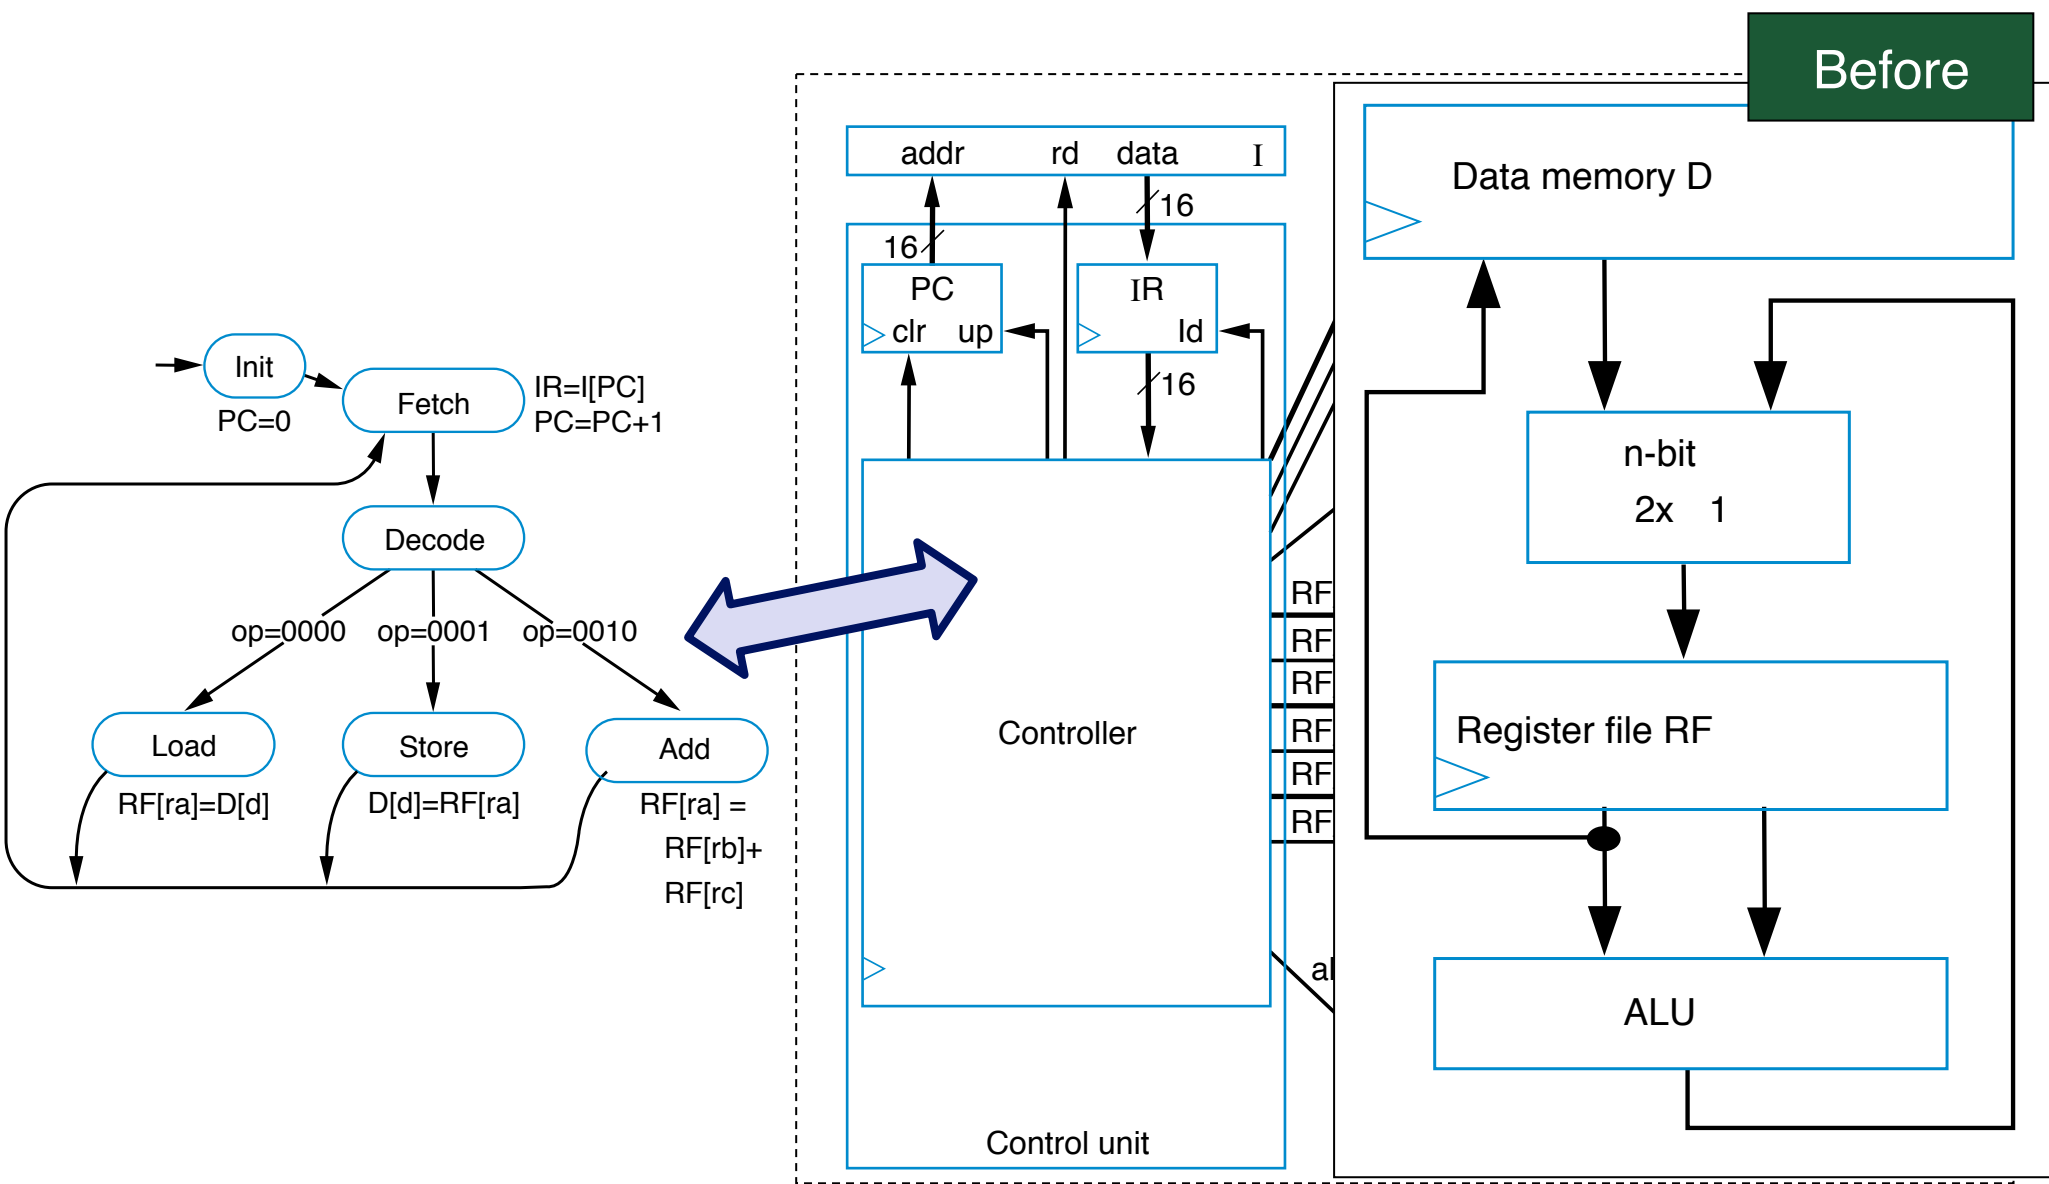 Before
addr rd data I
16
16
PC
clr up
IR
ld
16
Data memory D
n-bit
2x 1
Register file RF
ALU
Init
PC=0
Fetch
IR=I[PC]
PC=PC+1
Decode
op=0000 op=0001 op=0010
Load
Store
Add
RF[ra]=D[d]
D[d]=RF[ra]
RF[ra] =
RF[rb]+
RF[rc]
Controller
RF
RF
RF
RF
RF
RF
Control unit